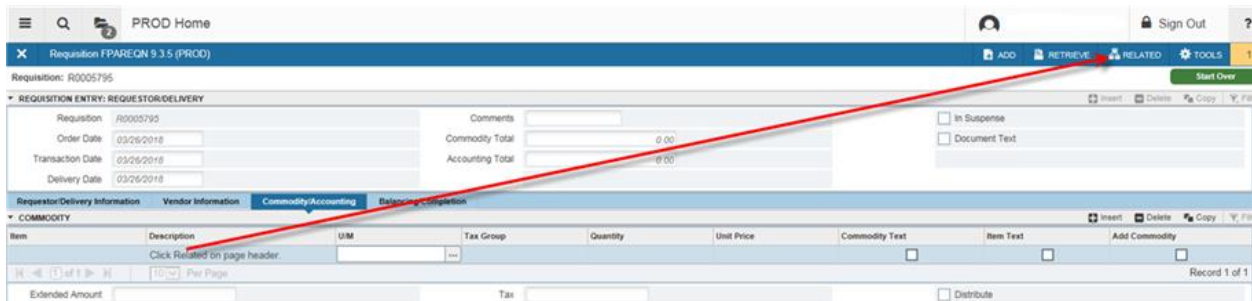 2
PROD Home
Sign Out
?
X Requisition FPAREQN 9.3.5 (PROD)
ADD RETRIEVE RELATED TOOLS 1
Requisition: R0005795
Start Over
REQUISITION ENTRY: REQUESTOR/DELIVERY
Insert Delete Copy
Requisition R0005795 Comments In Suspense
Order Date 03/26/2018 Commodity Total 0.00 Document Text
Transaction Date 03/26/2018 Accounting Total 0.00
Delivery Date 03/26/2018
Requestor/Delivery Information Vendor Information Commodity/Accounting Balancing/Completion
COMMODITY
Insert Delete Copy
Item Description U/M Tax Group Quantity Unit Price Commodity Text Item Text Add Commodity
Click Related on page header. ...
1 of 1 10 Per Page Record 1 of 1
Extended Amount Tax Distribute